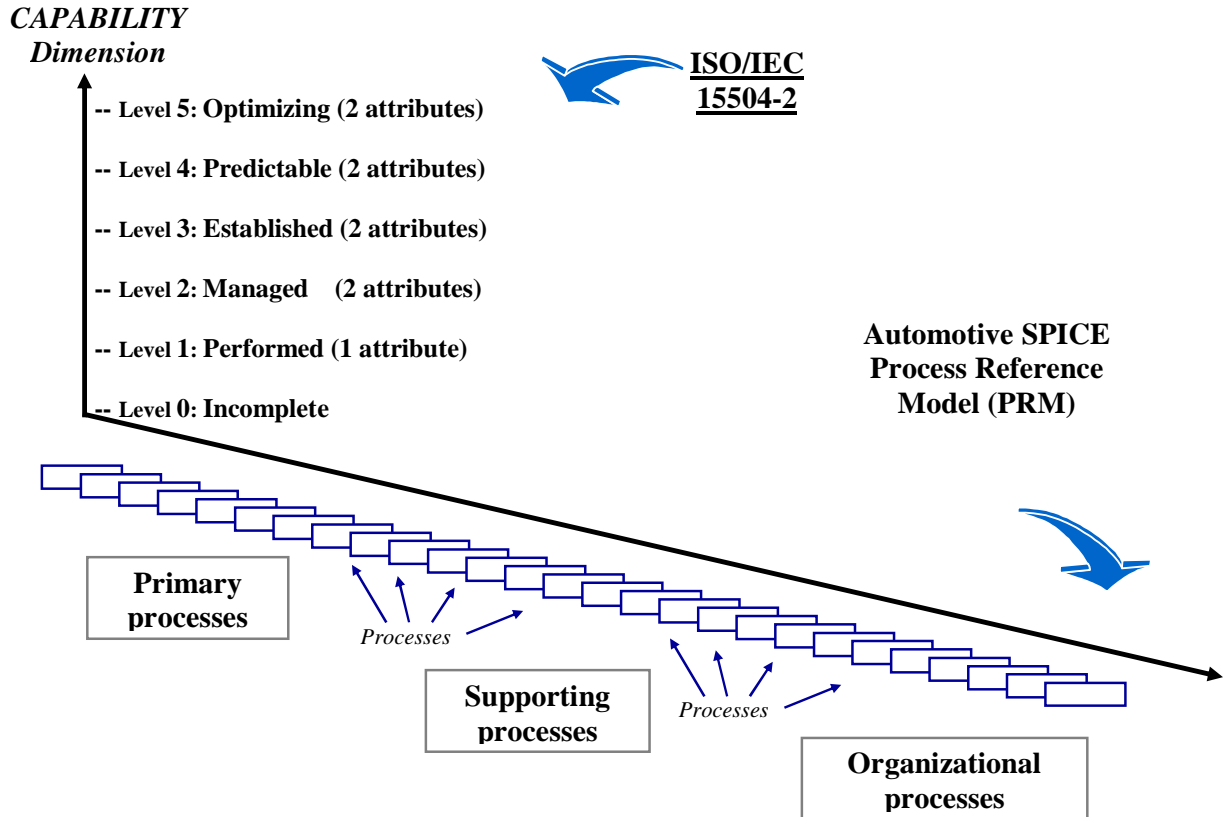 CAPABILITY
Dimension
ISO/IEC
15504-2
-- Level 5: Optimizing (2 attributes)
-- Level 4: Predictable (2 attributes)
-- Level 3: Established (2 attributes)
-- Level 2: Managed (2 attributes)
-- Level 1: Performed (1 attribute)
-- Level 0: Incomplete
Automotive SPICE
Process Reference
Model (PRM)
Primary
processes
Processes
Supporting
processes
Processes
Organizational
processes